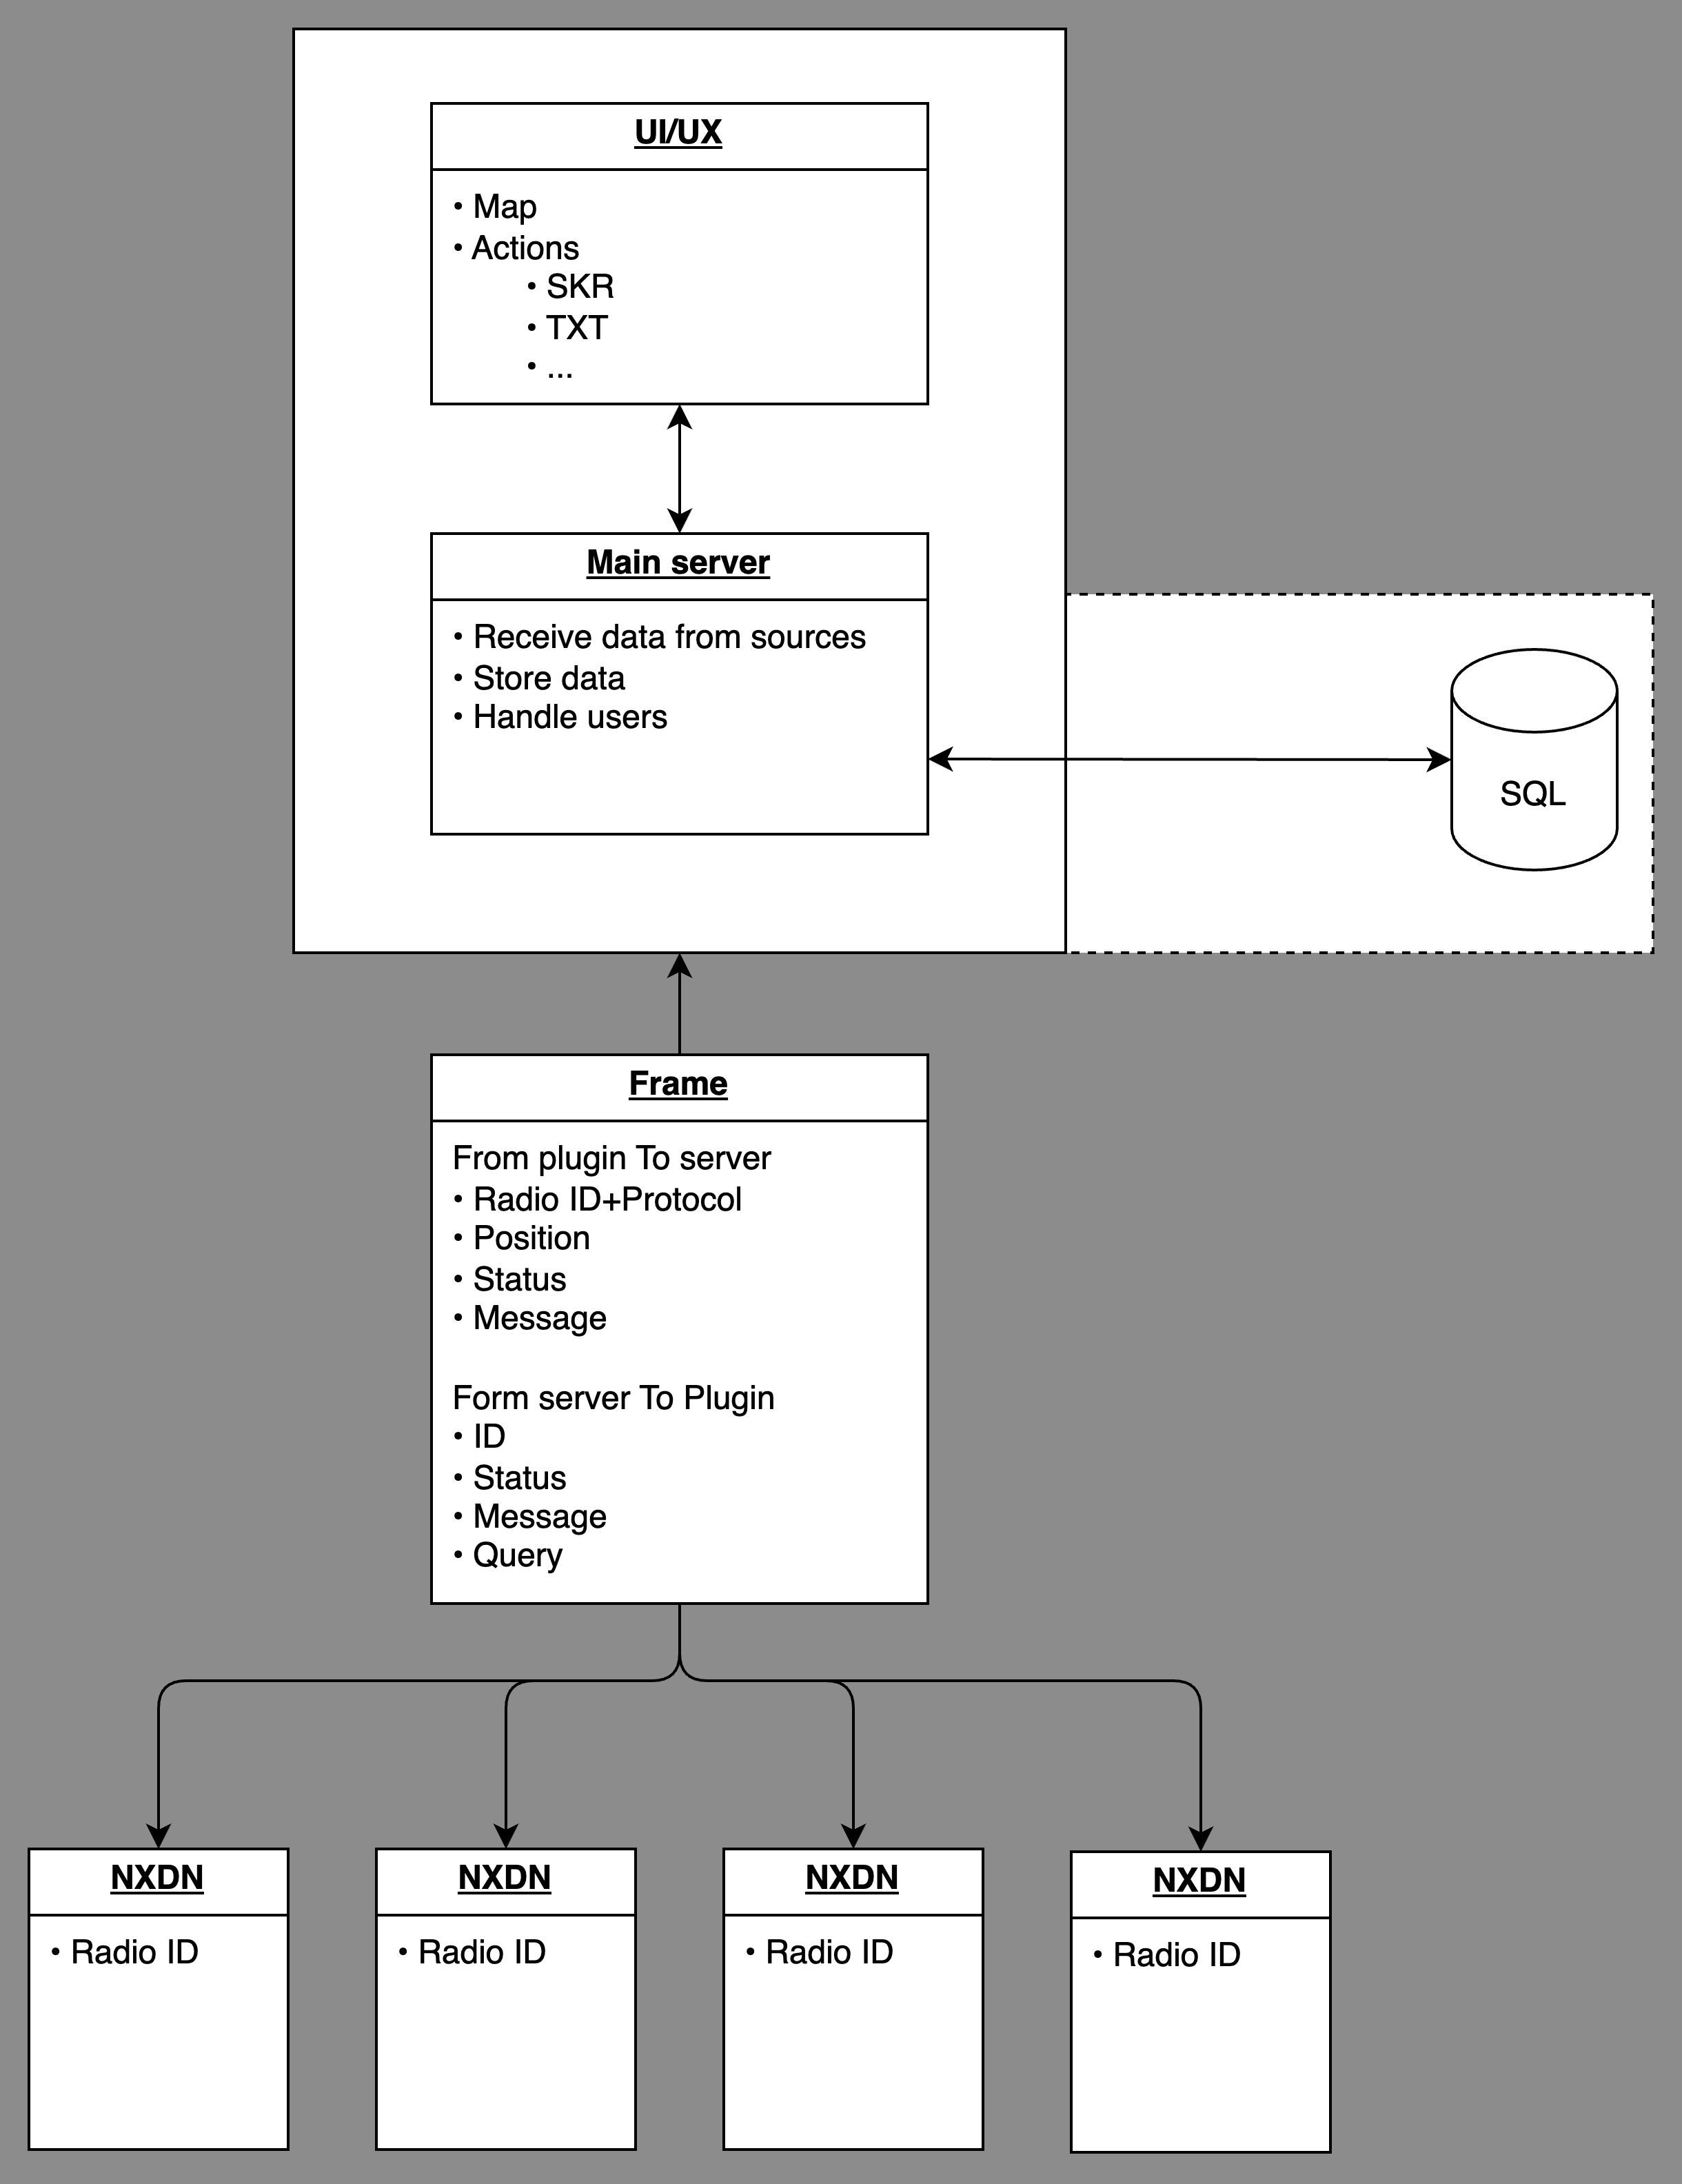 UI/UX
• Map
• Actions
• SKR
• TXT
• ...
Main server
• Receive data from sources
• Store data
• Handle users
SQL
Frame
From plugin To server
• Radio ID+Protocol
• Position
• Status
• Message
Form server To Plugin
• ID
• Status
• Message
• Query
NXDN
• Radio ID
NXDN
• Radio ID
NXDN
• Radio ID
NXDN
• Radio ID